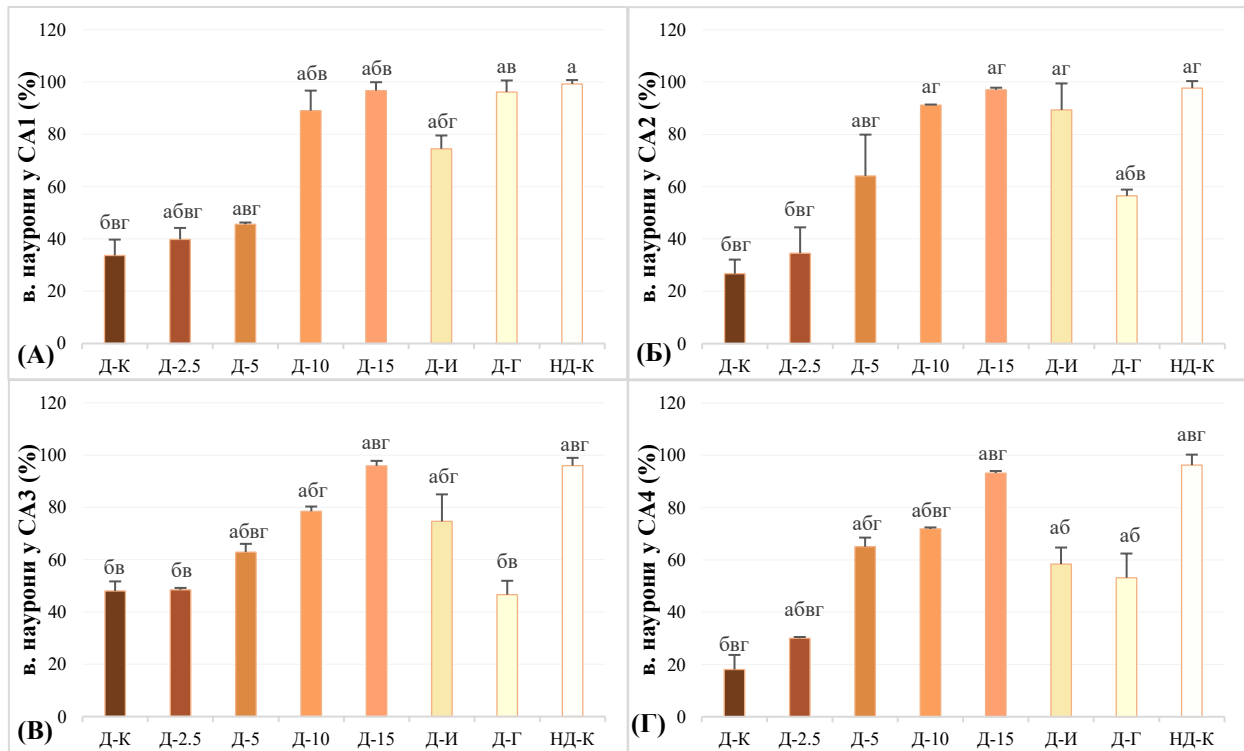 в. наурони у CA1 (%)
120
100
80
60
40
20
0
бвг
абвг
авг
абв
абв
абг
ав
а
(А)
Д-К Д-2.5 Д-5 Д-10 Д-15 Д-И Д-Г НД-К
в. наурони у CA2 (%)
120
100
80
60
40
20
0
бвг
бвг
авг
аг
аг
аг
абв
аг
(Б)
Д-К Д-2.5 Д-5 Д-10 Д-15 Д-И Д-Г НД-К
в. наурони у CA3 (%)
120
100
80
60
40
20
0
бв
бв
абвг
абг
авг
абг
бв
авг
(В)
Д-К Д-2.5 Д-5 Д-10 Д-15 Д-И Д-Г НД-К
в. наурони у CA4 (%)
120
100
80
60
40
20
0
бвг
абвг
абг
абвг
авг
аб
аб
авг
(Г)
Д-К Д-2.5 Д-5 Д-10 Д-15 Д-И Д-Г НД-К